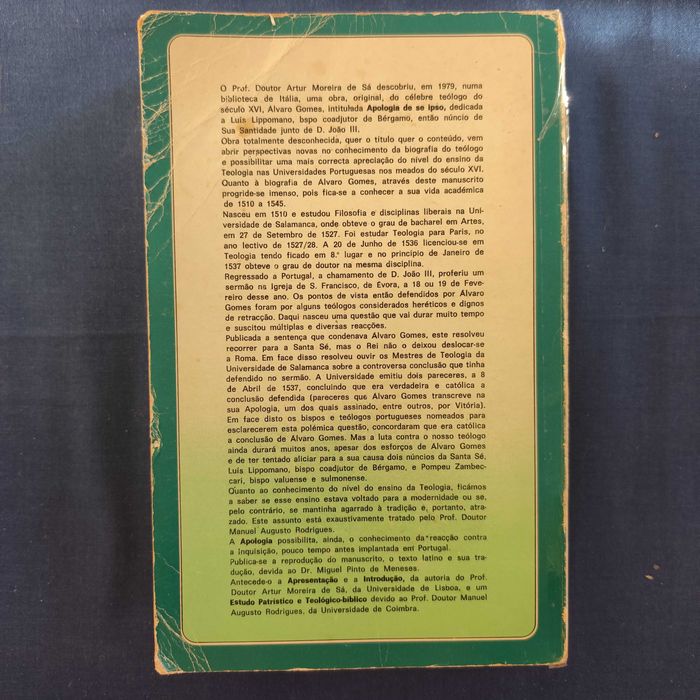 O Prof. Doutor Artur Moreira de Sá descobriu, em 1979, numa
biblioteca de Itália, uma obra, original, do célebre teólogo do
século XVI, Álvaro Gomes, intitulada Apologia de se ipso, dedicada
a Luís Lippomano, bspo coadjutor de Bérgamo, então núncio de
Sua Santidade junto de D. João III.
Obra totalmente desconhecida, quer o título quer o conteúdo, vem
abrir perspectivas novas no conhecimento da biografia do teólogo
e possibilitar uma mais correcta apreciação do nível do ensino da
Teologia nas Universidades Portuguesas nos meados do século XVI.
Quanto à biografia de Álvaro Gomes, através deste manuscrito
progride-se imenso, pois fica-se a conhecer a sua vida académica
de 1510 a 1545.
Nasceu em 1510 e estudou Filosofia e disciplinas liberais na Uni-
versidade de Salamanca, onde obteve o grau de bacharel em Artes,
em 27 de Setembro de 1527. Foi estudar Teologia para Paris, no
ano lectivo de 1527/28. A 20 de Junho de 1536 licenciou-se em
Teologia tendo ficado em 8.º lugar e no princípio de Janeiro de
1537 obteve o grau de doutor na mesma disciplina.
Regressado a Portugal, a chamamento de D. João III, proferiu um
sermão na Igreja de S. Francisco, de Évora, a 18 ou 19 de Feve-
reiro desse ano. Os pontos de vista então defendidos por Álvaro
Gomes foram por alguns teólogos considerados heréticos e dignos
de retracção. Daqui nasceu uma questão que vai durar muito tempo
e suscitou múltiplas e diversas reacções.
Publicada a sentença que condenava Álvaro Gomes, este resolveu
recorrer para a Santa Sé, mas o Rei não o deixou deslocar-se
a Roma. Em face disso resolveu ouvir os Mestres de Teologia da
Universidade de Salamanca sobre a controversa conclusão que tinha
defendido no sermão. A Universidade emitiu dois pareceres, a 8
de Abril de 1537, concluindo que era verdadeira e católica a
conclusão defendida (pareceres que Álvaro Gomes transcreve na
sua Apologia, um dos quais assinado, entre outros, por Vitória).
Em face disto os bispos e teólogos portugueses nomeados para
esclarecerem esta polémica questão, concordaram que era católica
a conclusão de Álvaro Gomes. Mas a luta contra o nosso teólogo
ainda durará muitos anos, apesar dos esforços de Álvaro Gomes
e de ter tentado aliciar para a sua causa dois núncios da Santa Sé,
Luís Lippomano, bispo coadjutor de Bérgamo, e Pompeu Zambec-
cari, bispo valuense e sulmonense.
Quanto ao conhecimento do nível do ensino da Teologia, ficámos
a saber se esse ensino estava voltado para a modernidade ou se,
pelo contrário, se mantinha agarrado à tradição e, portanto, atra-
zado. Este assunto está exaustivamente tratado pelo Prof. Doutor
Manuel Augusto Rodrigues.
A Apologia possibilita, ainda, o conhecimento da reacção contra
a Inquisição, pouco tempo antes implantada em Portugal.
Publica-se a reprodução do manuscrito, o texto latino e sua tra-
dução, devida ao Dr. Miguel Pinto de Meneses.
Antecede-o a Apresentação e a Introdução, da autoria do Prof.
Doutor Artur Moreira de Sá, da Universidade de Lisboa, e um
Estudo Patrístico e Teológico-bíblico devido ao Prof. Doutor Manuel
Augusto Rodrigues, da Universidade de Coimbra.